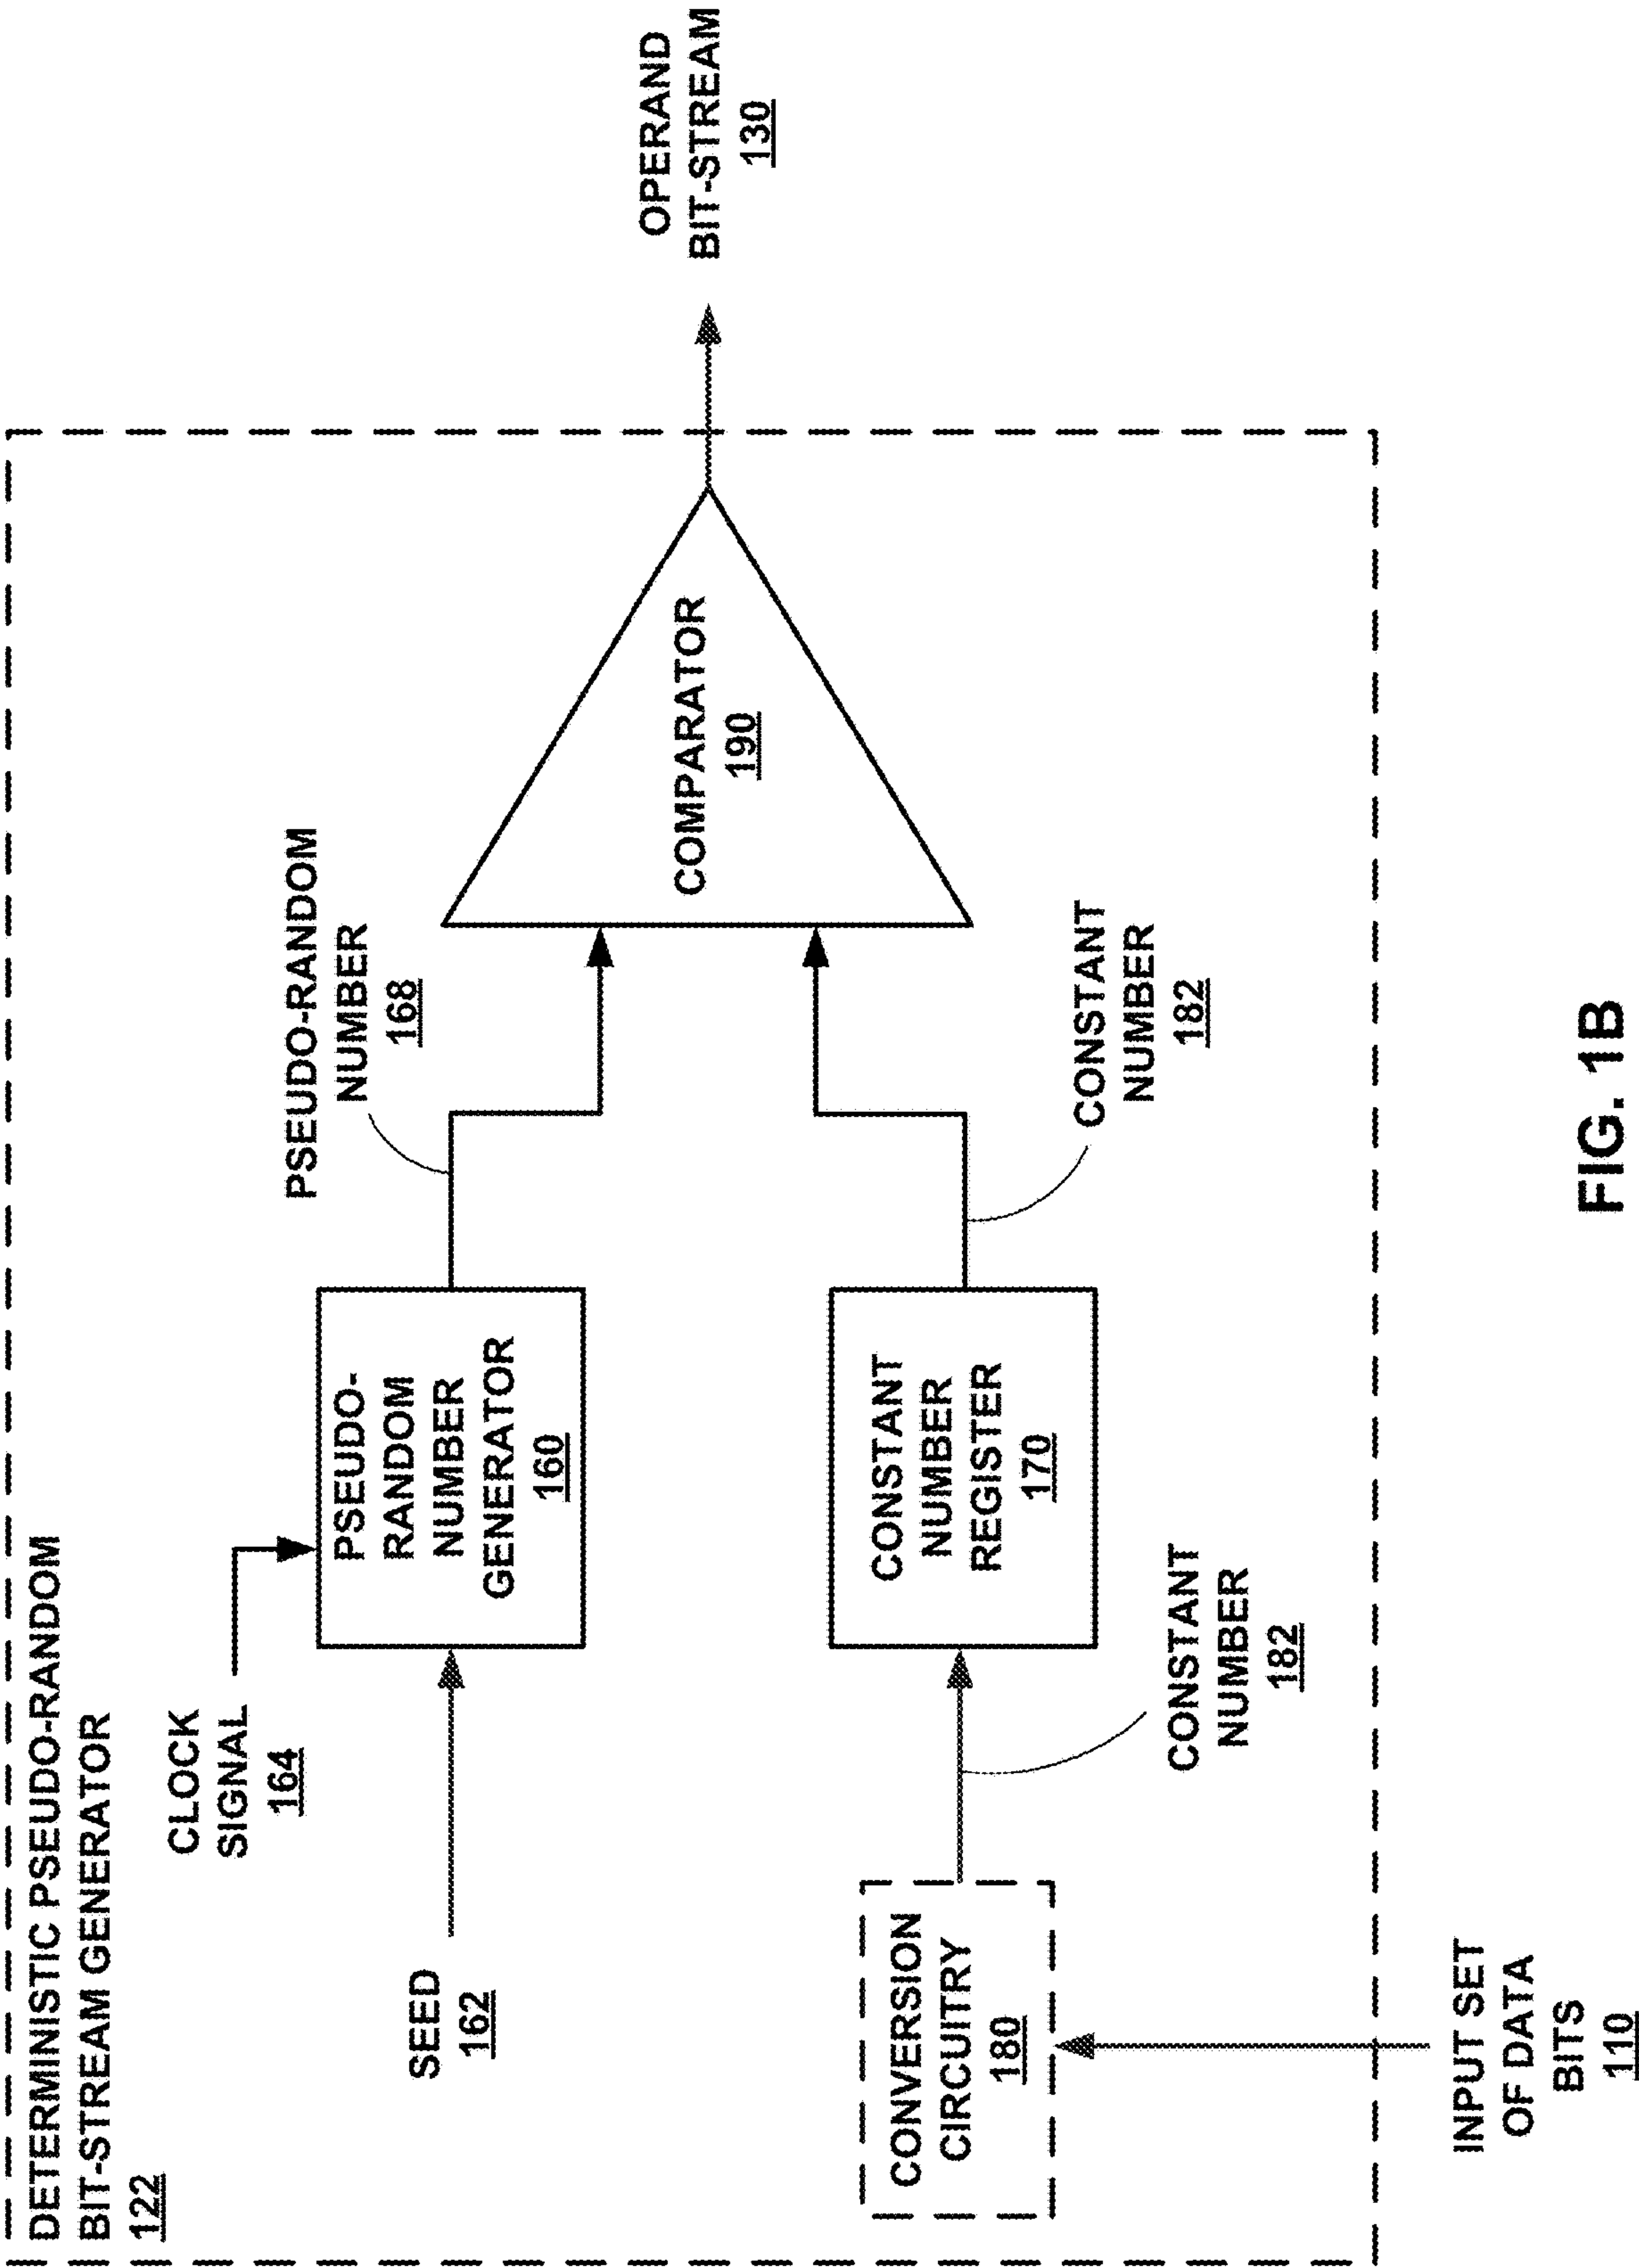 DETERMINISTIC PSEUDO-RANDOM
BIT-STREAM GENERATOR
122
CLOCK
SIGNAL
164
SEED
162
PSEUDO-
RANDOM
NUMBER
GENERATOR
160
PSEUDO-RANDOM
NUMBER
168
COMPARATOR
190
OPERAND
BIT-STREAM
130
CONVERSION
CIRCUITRY
180
CONSTANT
NUMBER
REGISTER
170
CONSTANT
NUMBER
182
CONSTANT
NUMBER
182
INPUT SET
OF DATA
BITS
110
FIG. 1B